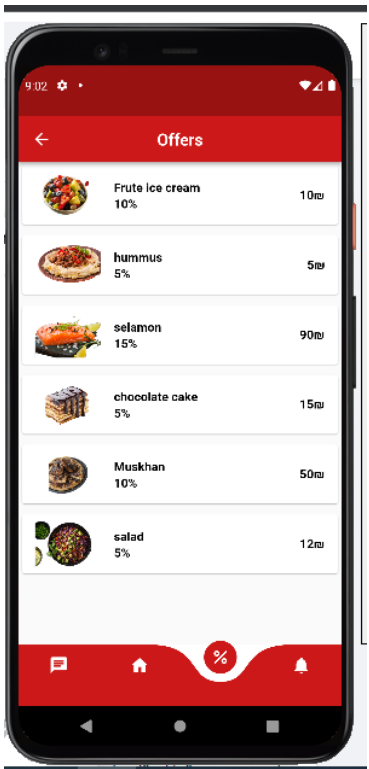 9:02
Offers
Frute ice cream
10%
10₪
hummus
5%
5₪
selamon
15%
90₪
chocolate cake
5%
15₪
Muskhan
10%
50₪
salad
5%
12₪
%